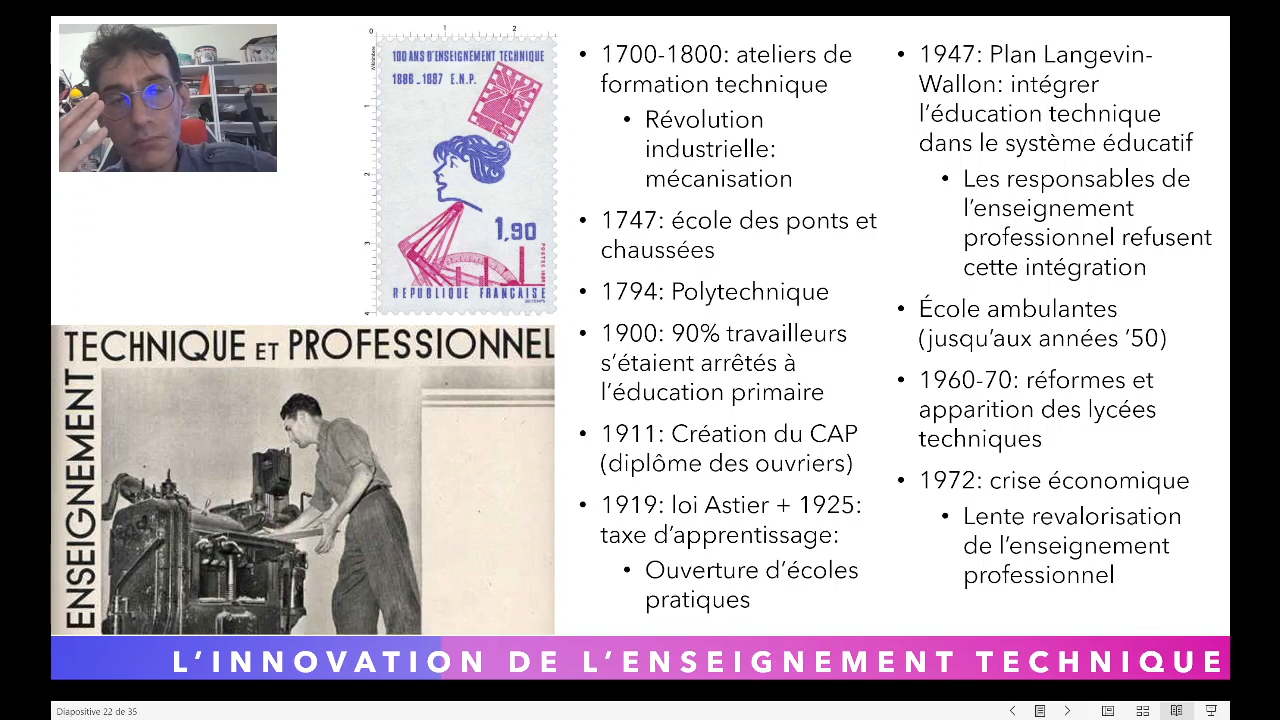 100 ANS D'ENSEIGNEMENT TECHNIQUE
1886_1987 E.N.P.
1,90
REPUBLIQUE FRANÇAISE
TECHNIQUE ET PROFESSIONNEL
ENSEIGNEMENT
• 1700-1800: ateliers de
formation technique
• Révolution
industrielle:
mécanisation
• 1747: école des ponts et
chaussées
• 1794: Polytechnique
• 1900: 90% travailleurs
s'étaient arrêtés à
l'éducation primaire
• 1911: Création du CAP
(diplôme des ouvriers)
• 1919: loi Astier + 1925:
taxe d'apprentissage:
• Ouverture d'écoles
pratiques
• 1947: Plan Langevin-
Wallon: intégrer
l'éducation technique
dans le système éducatif
• Les responsables de
l'enseignement
professionnel refusent
cette intégration
• École ambulantes
(jusqu'aux années '50)
• 1960-70: réformes et
apparition des lycées
techniques
• 1972: crise économique
• Lente revalorisation
de l'enseignement
professionnel
L'INNOVATION DE L'ENSEIGNEMENT TECHNIQUE
Diapositive 22 de 35